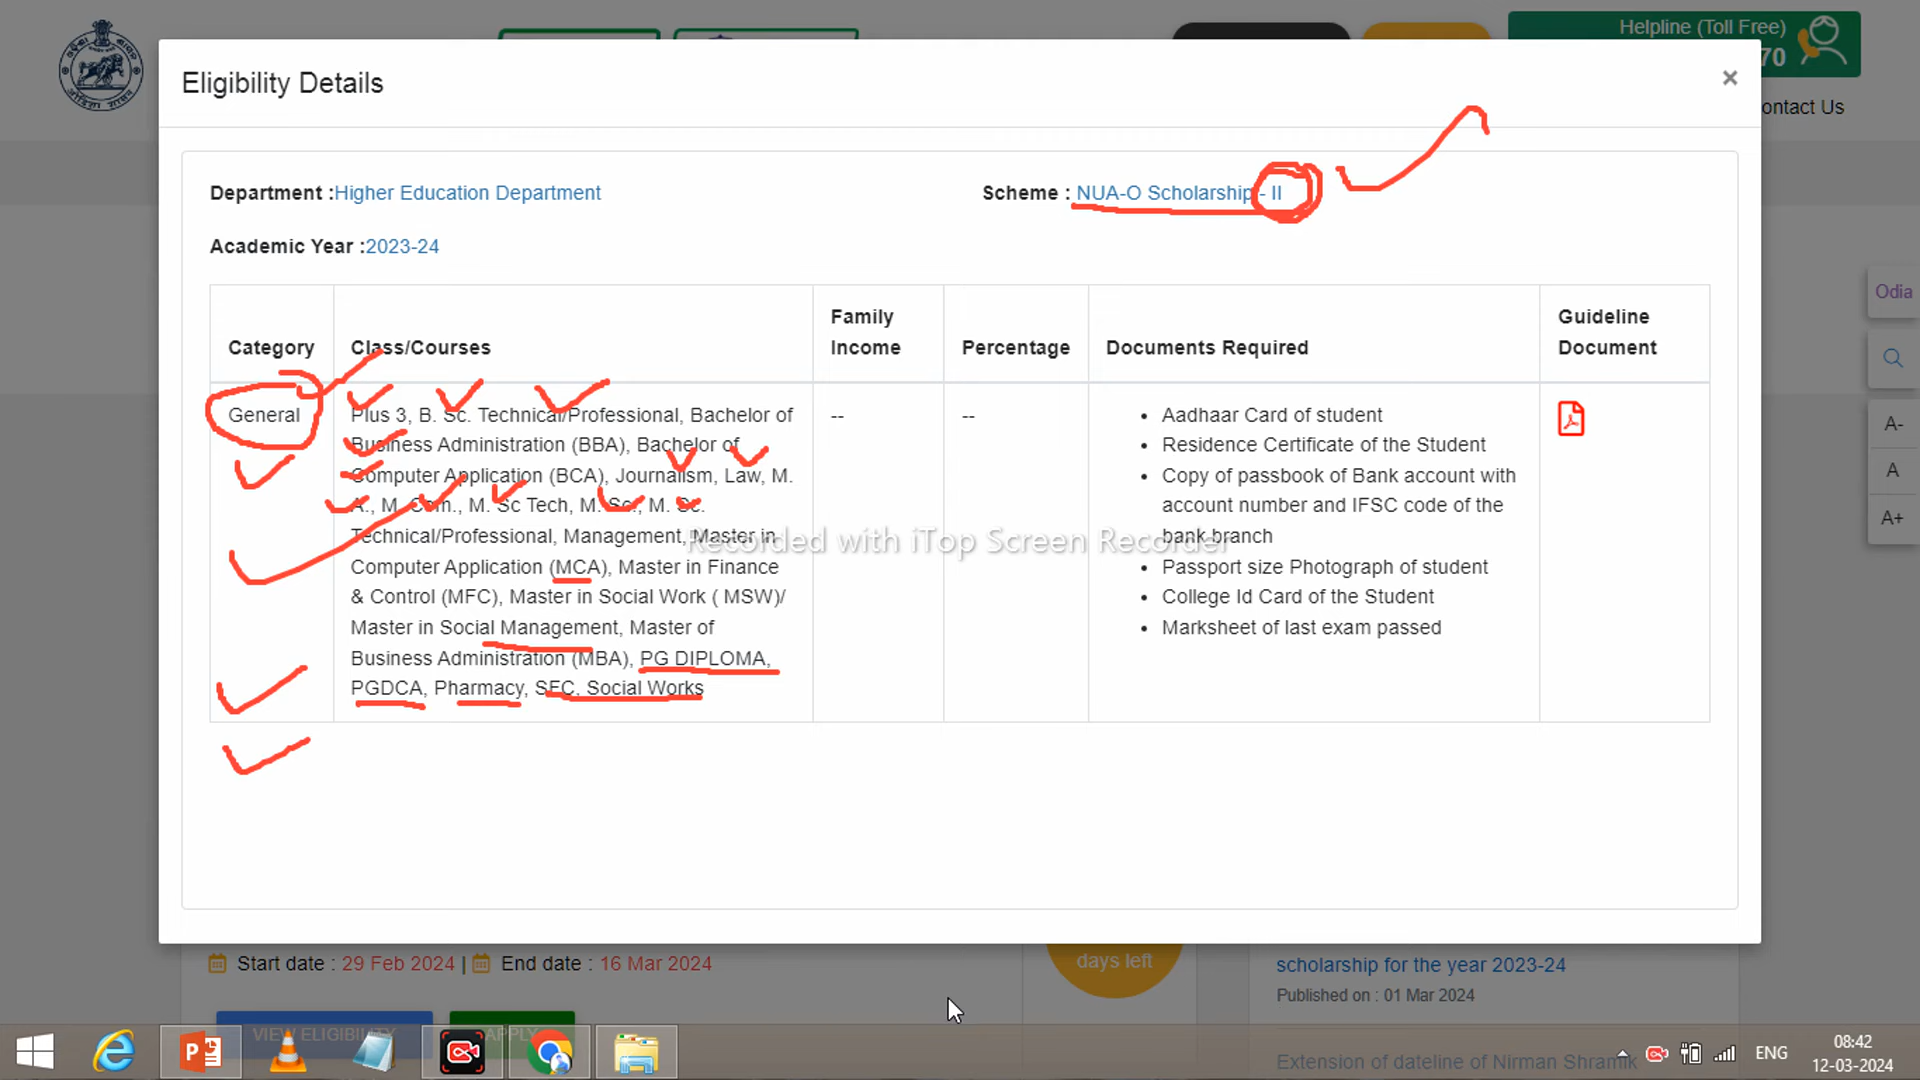 Helpline (Toll Free)
70
ontact Us
Eligibility Details
×
Department :Higher Education Department
Scheme : NUA-O Scholarship - II
Academic Year :2023-24
Category
Class/Courses
Family
Income
Percentage
Documents Required
Guideline
Document
General
Plus 3, B. Sc. Technical/Professional, Bachelor of
Business Administration (BBA), Bachelor of
Computer Application (BCA), Journalism, Law, M.
A., M. Com., M. Sc Tech, M. Sc., M. Sc.
Technical/Professional, Management, Master in
Computer Application (MCA), Master in Finance
& Control (MFC), Master in Social Work ( MSW)/
Master in Social Management, Master of
Business Administration (MBA), PG DIPLOMA,
PGDCA, Pharmacy, SFC, Social Works
--
--
• Aadhaar Card of student
• Residence Certificate of the Student
• Copy of passbook of Bank account with
account number and IFSC code of the
bank branch
• Passport size Photograph of student
• College Id Card of the Student
• Marksheet of last exam passed
Recorded with iTop Screen Recorder
Odia
A-
A
A+
Start date : 29 Feb 2024 | End date : 16 Mar 2024
days left
scholarship for the year 2023-24
Published on : 01 Mar 2024
VIEW ELIGIBILITY
APPLY
Extension of dateline of Nirman Shramik
ENG
08:42
12-03-2024